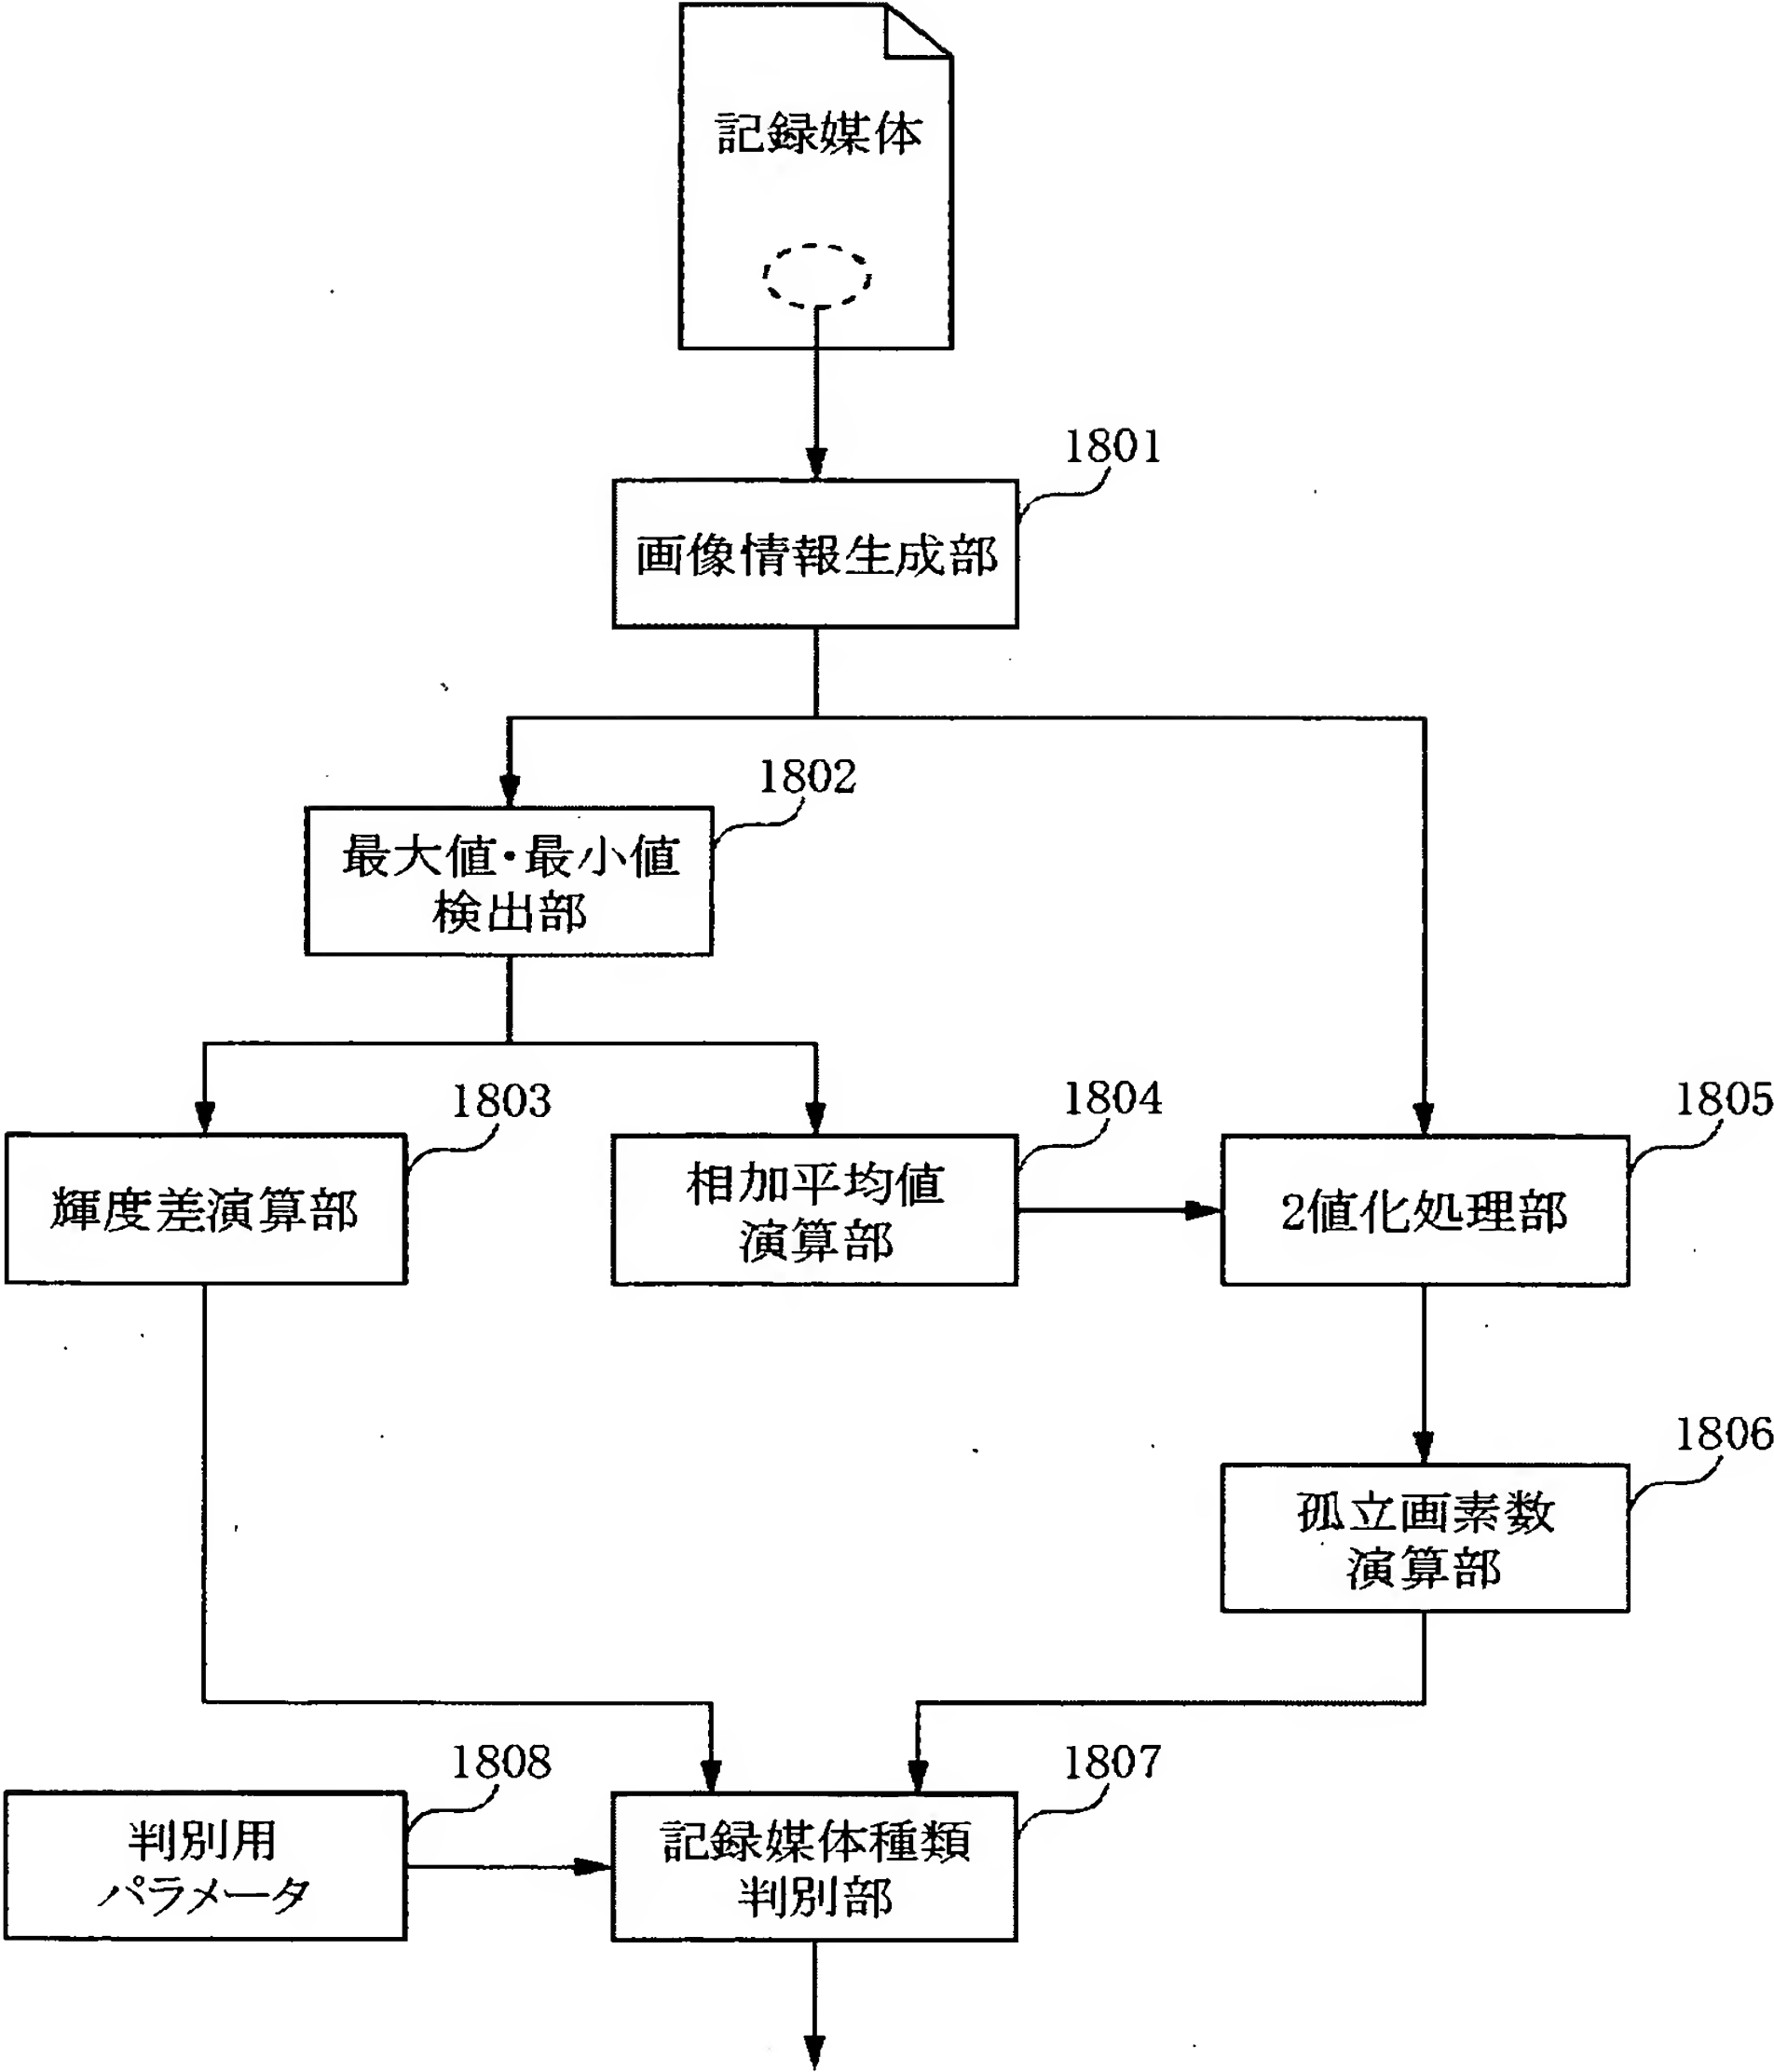 記録媒体
1801
画像情報生成部
1802
最大値・最小値
検出部
1803
輝度差演算部
1804
相加平均値
演算部
1805
2値化処理部
1806
孤立画素数
演算部
1808
判別用
パラメータ
1807
記録媒体種類
判別部